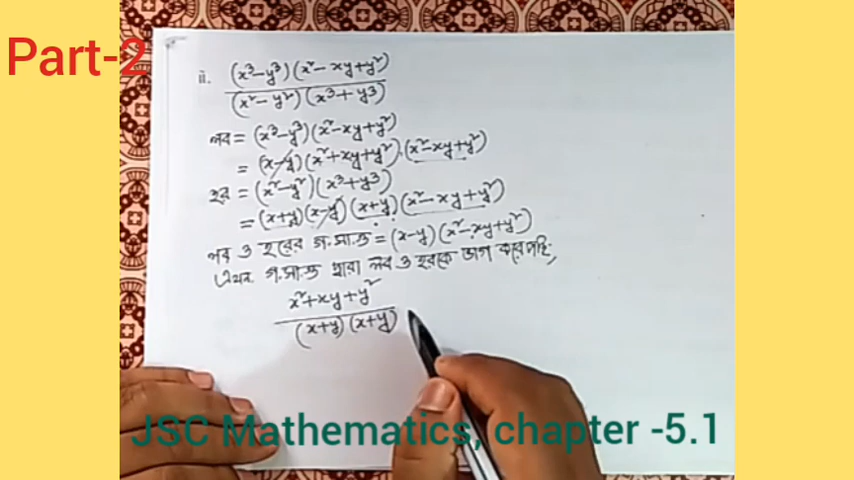 Part-2
ii. (x³-y³)(x²-xy+y²)
(x²-y²)(x³+y³)
লব = (x³-y³)(x²-xy+y²)
= (x-y)(x²+xy+y²).(x²-xy+y²)
হর = (x²-y²)(x³+y³)
= (x+y)(x-y)(x+y).(x²-xy+y²)
লব ও হরের গ.সা.গু = (x-y)(x²-xy+y²)
এখন গ.সা.গু দ্বারা লব ও হরকে ভাগ করে পাই;
x²+xy+y²
(x+y)(x+y)
JSC Mathematics, chapter -5.1